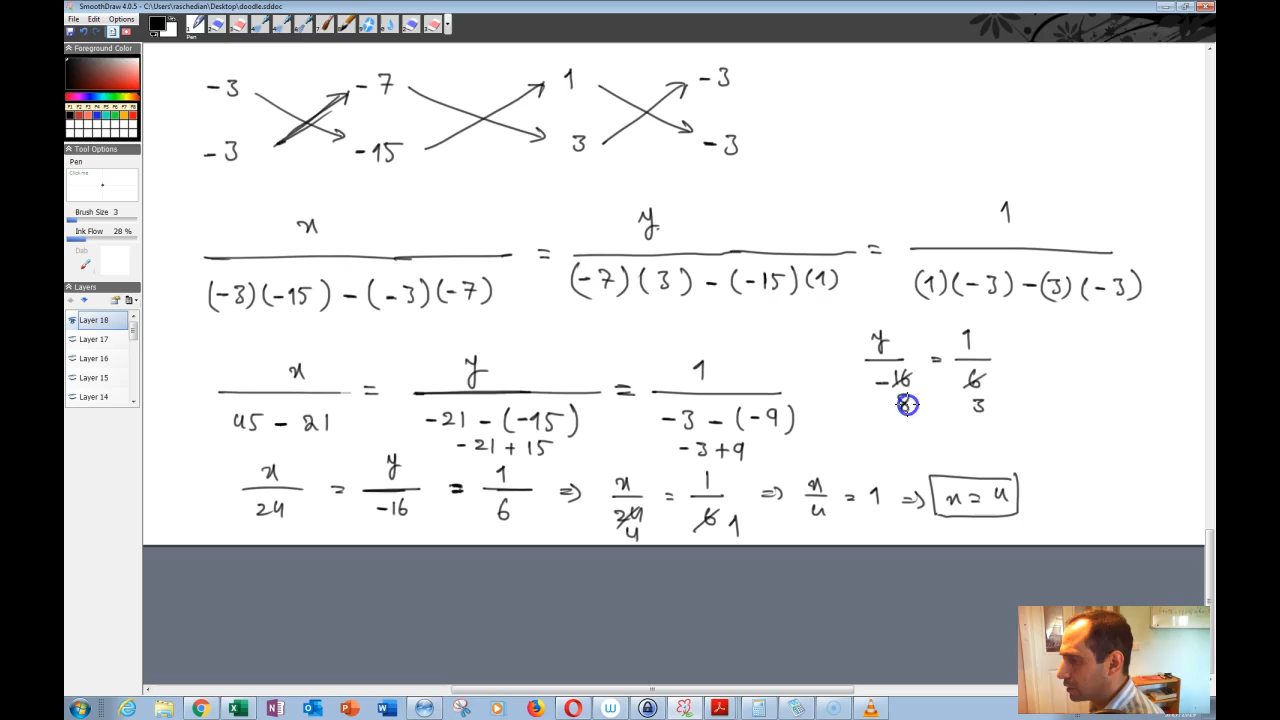 SmoothDraw 4.0.5 - C:\Users\raschedian\Desktop\doodle.sddoc
File Edit Options
Pen
Foreground Color
Tool Options
Pen
Click me
Brush Size 3
Ink Flow 28 %
Dab
Layers
Layer 18
Layer 17
Layer 16
Layer 15
Layer 14
-3 -7 1 -3
-3 -15 3 -3
x / (-3)(-15) - (-3)(-7) = y / (-7)(3) - (-15)(1) = 1 / (1)(-3) - (3)(-3)
y / -16 = 1 / 6
8 3
x / 45 - 21 = y / -21 - (-15) = 1 / -3 - (-9)
-21 + 15 -3 + 9
x / 24 = y / -16 = 1 / 6 ⇒ x / 24 = 1 / 6 ⇒ x / 4 = 1 ⇒ x = 4
4 1